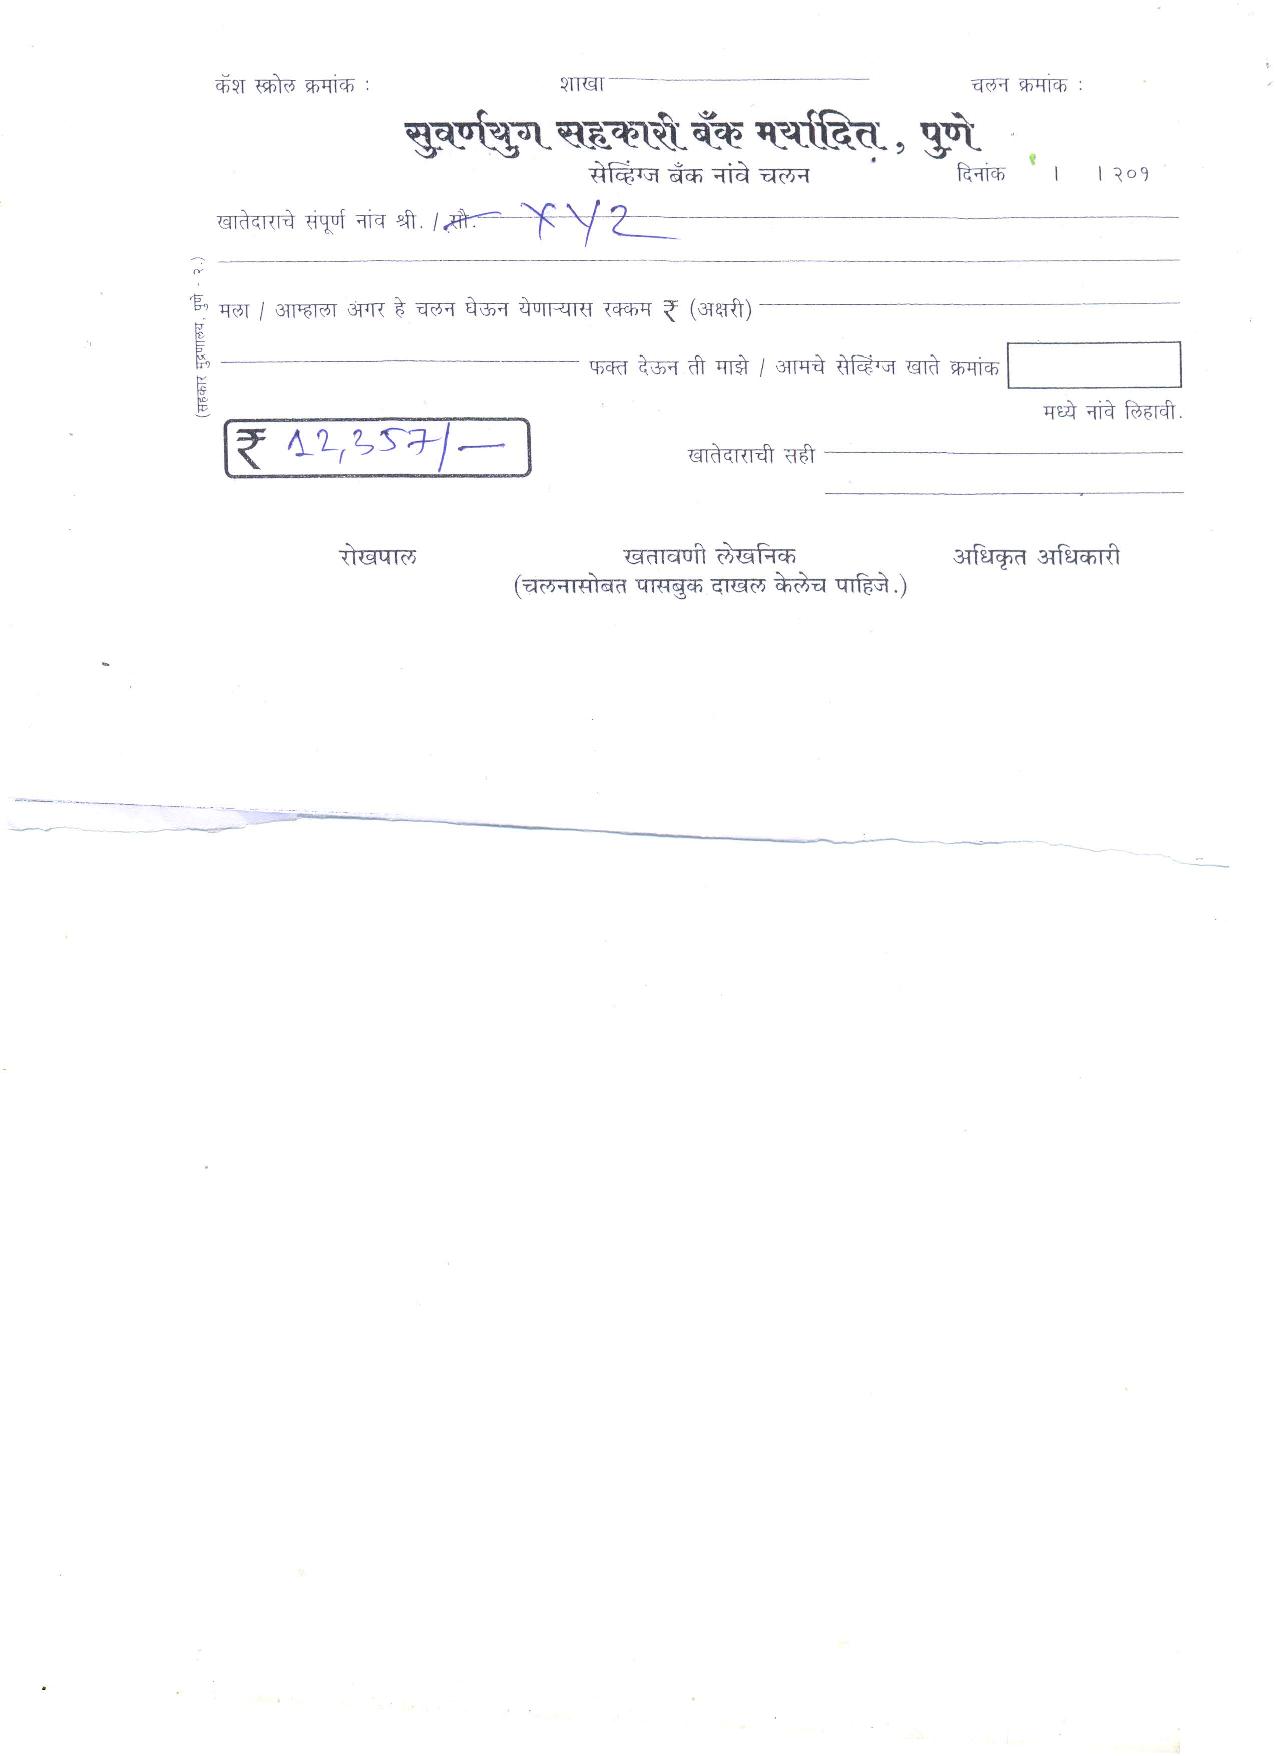 कॅश स्क्रोल क्रमांक : शाखा चलन क्रमांक :
सुवर्णयुग सहकारी बँक मर्यादित, पुणे
सेव्हिंग्ज बँक नांवे चलन दिनांक । । २०१
खातेदाराचे संपूर्ण नांव श्री. / सौ. XYZ
मला / आम्हाला अगर हे चलन घेऊन येणाऱ्यास रक्कम ₹ (अक्षरी)
फक्त देऊन ती माझे / आमचे सेव्हिंग्ज खाते क्रमांक
मध्ये नांवे लिहावी.
₹ 12,357/—
खातेदाराची सही
रोखपाल खतावणी लेखनिक अधिकृत अधिकारी
(चलनासोबत पासबुक दाखल केलेच पाहिजे.)
(सहकार मुद्रणालय, पुणे - २.)